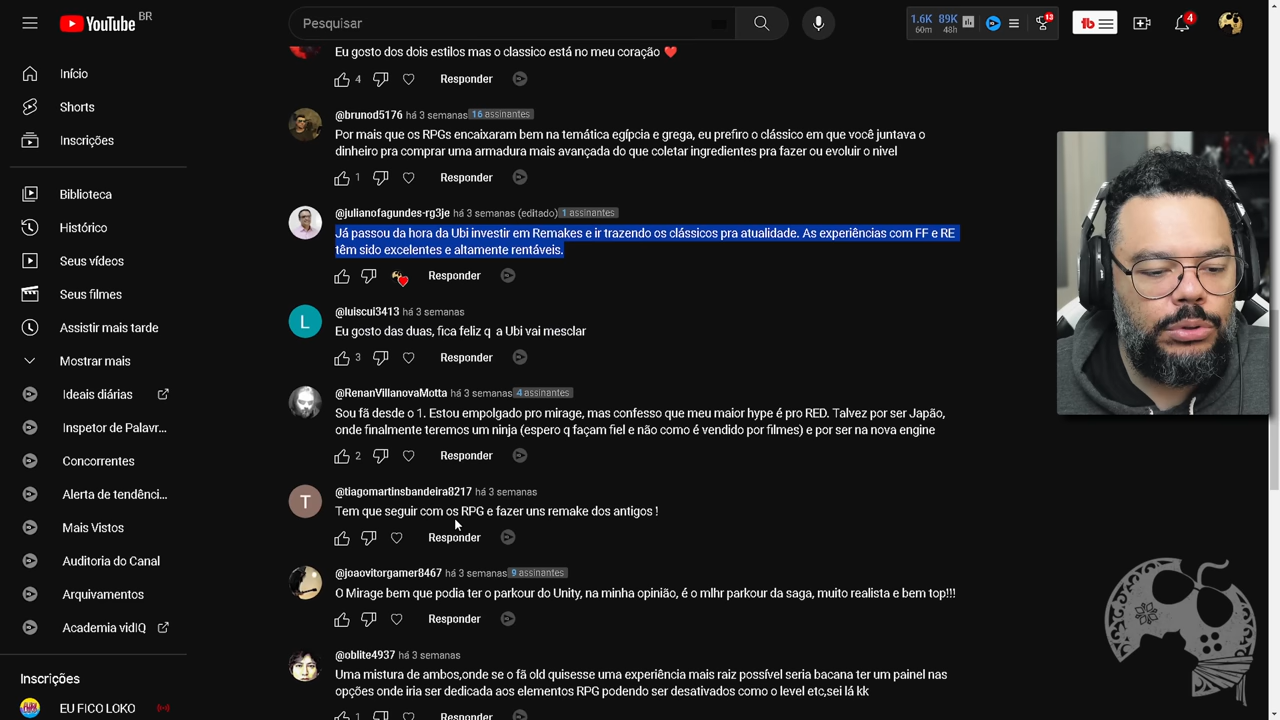 YouTube BR
Pesquisar
1.6K 89K
60m 48h
13
tb
4
Eu gosto dos dois estilos mas o classico está no meu coração ❤️
4 Responder
Início
Shorts
Inscrições
Biblioteca
Histórico
Seus vídeos
Seus filmes
Assistir mais tarde
Mostrar mais
Ideais diárias
Inspetor de Palavr...
Concorrentes
Alerta de tendênci...
Mais Vistos
Auditoria do Canal
Arquivamentos
Academia vidIQ
Inscrições
EU FICO LOKO
@brunod5176 há 3 semanas 16 assinantes
Por mais que os RPGs encaixaram bem na temática egípcia e grega, eu prefiro o clássico em que você juntava o
dinheiro pra comprar uma armadura mais avançada do que coletar ingredientes pra fazer ou evoluir o nivel
1 Responder
@julianofagundes-rg3je há 3 semanas (editado) 1 assinantes
Já passou da hora da Ubi investir em Remakes e ir trazendo os clássicos pra atualidade. As experiências com FF e RE
têm sido excelentes e altamente rentáveis.
Responder
L
@luiscui3413 há 3 semanas
Eu gosto das duas, fica feliz q a Ubi vai mesclar
3 Responder
@RenanVillanovaMotta há 3 semanas 4 assinantes
Sou fã desde o 1. Estou empolgado pro mirage, mas confesso que meu maior hype é pro RED. Talvez por ser Japão,
onde finalmente teremos um ninja (espero q façam fiel e não como é vendido por filmes) e por ser na nova engine
2 Responder
T
@tiagomartinsbandeira8217 há 3 semanas
Tem que seguir com os RPG e fazer uns remake dos antigos !
Responder
@joaovitorgamer8467 há 3 semanas 9 assinantes
O Mirage bem que podia ter o parkour do Unity, na minha opinião, é o mlhr parkour da saga, muito realista e bem top!!!
Responder
@oblite4937 há 3 semanas
Uma mistura de ambos,onde se o fã old quisesse uma experiência mais raiz possível seria bacana ter um painel nas
opções onde iria ser dedicada aos elementos RPG podendo ser desativados como o level etc,sei lá kk
1 Responder